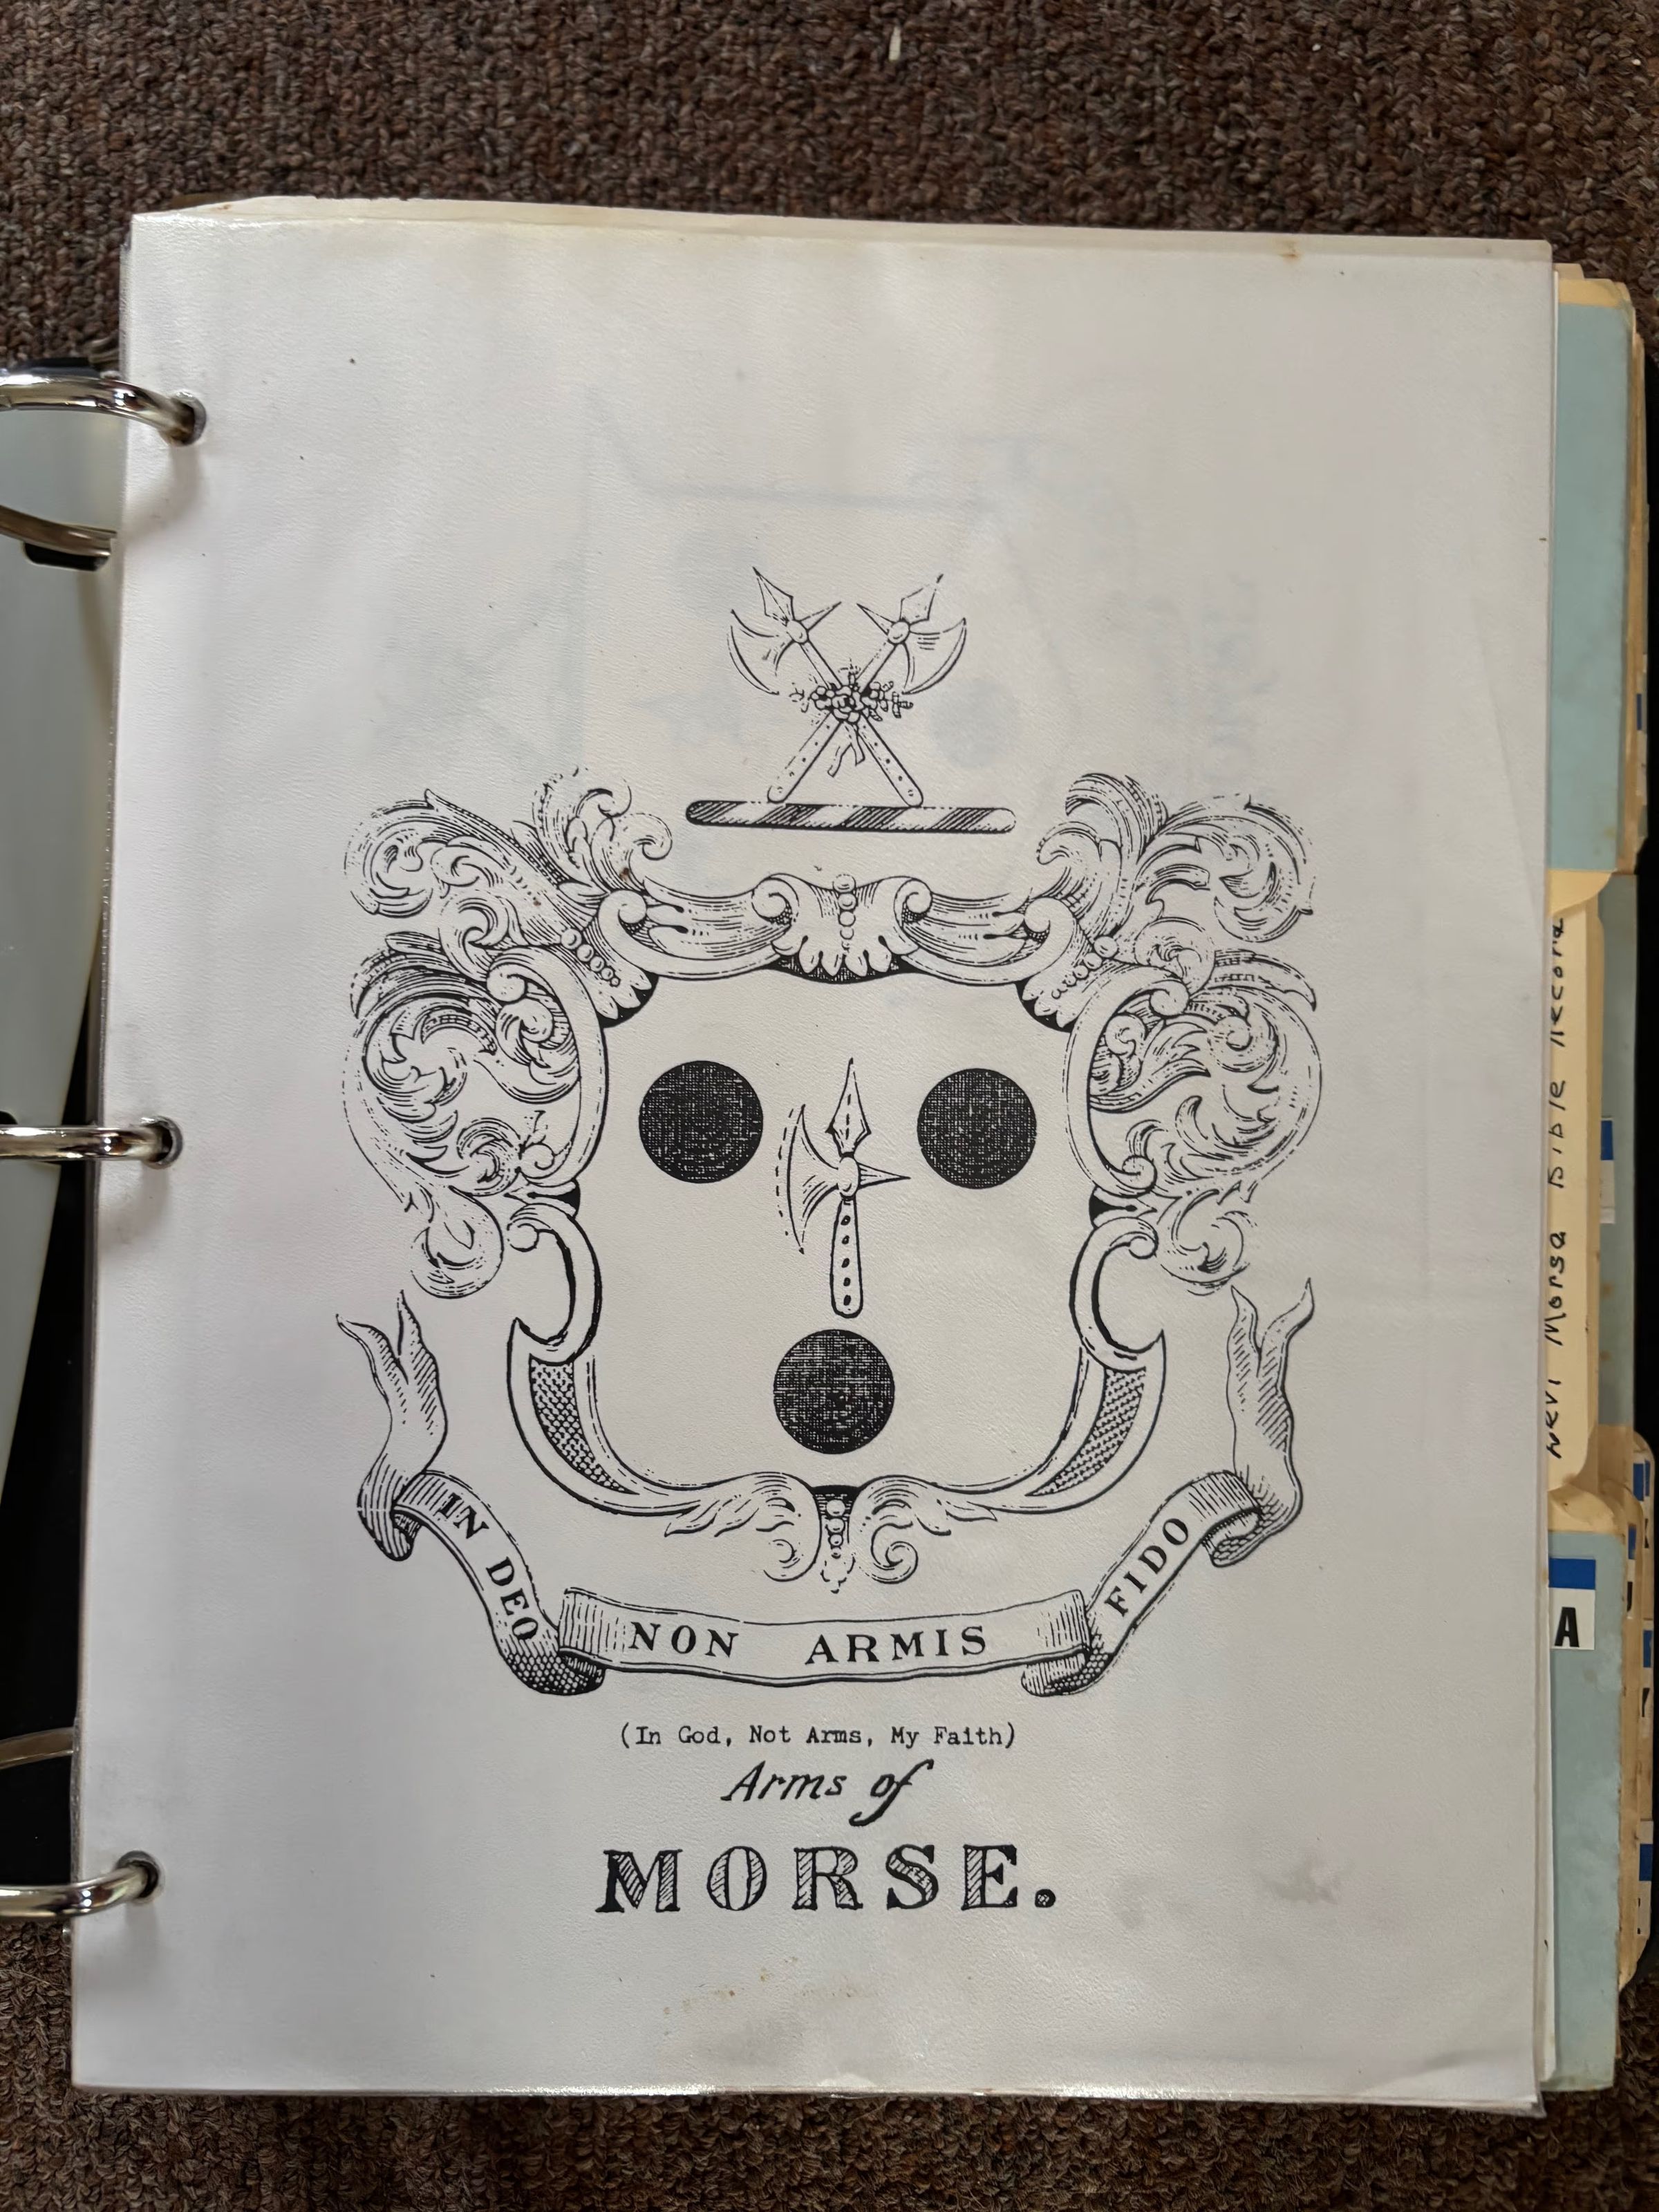 IN DEO
NON ARMIS
FIDO
(In God, Not Arms, My Faith)
Arms of
MORSE.
Morse Bible Record
A